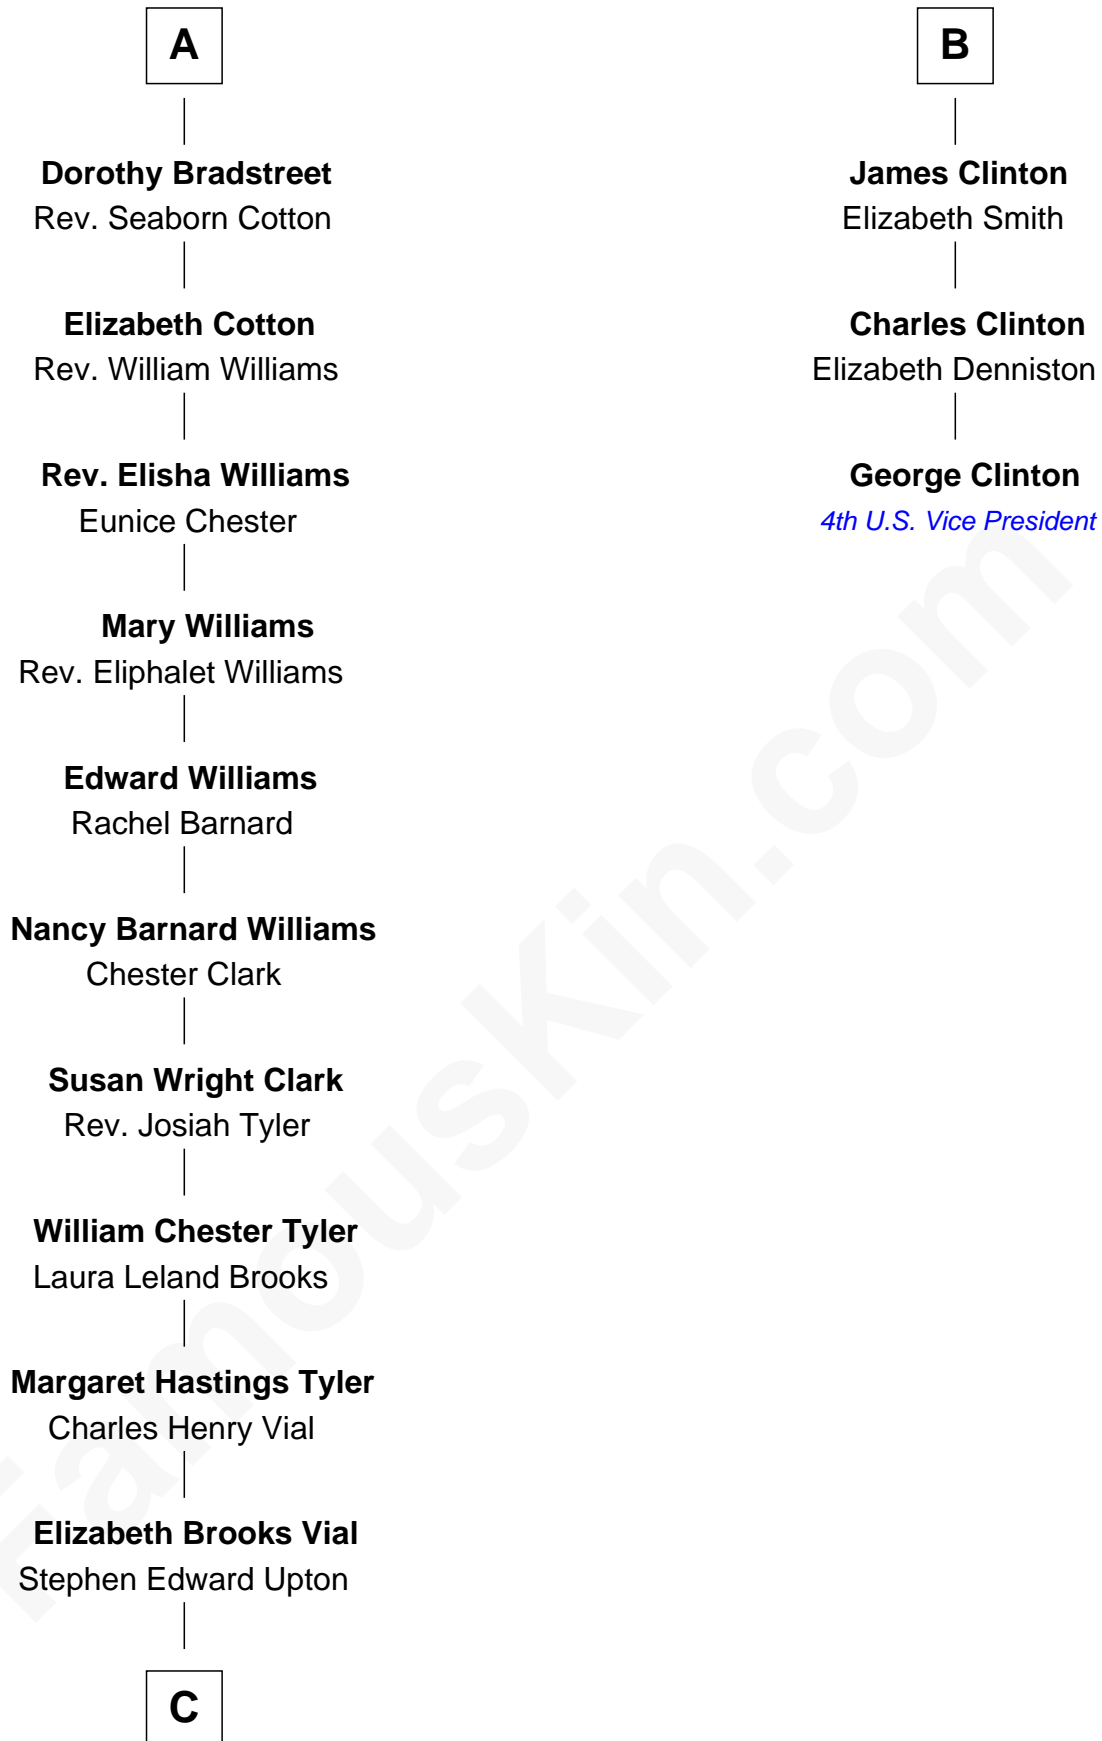 A
Dorothy Bradstreet
Rev. Seaborn Cotton
Elizabeth Cotton
Rev. William Williams
Rev. Elisha Williams
Eunice Chester
Mary Williams
Rev. Eliphalet Williams
Edward Williams
Rachel Barnard
Nancy Barnard Williams
Chester Clark
Susan Wright Clark
Rev. Josiah Tyler
William Chester Tyler
Laura Leland Brooks
Margaret Hastings Tyler
Charles Henry Vial
Elizabeth Brooks Vial
Stephen Edward Upton
C
B
James Clinton
Elizabeth Smith
Charles Clinton
Elizabeth Denniston
George Clinton
4th U.S. Vice President
FamousKin.com